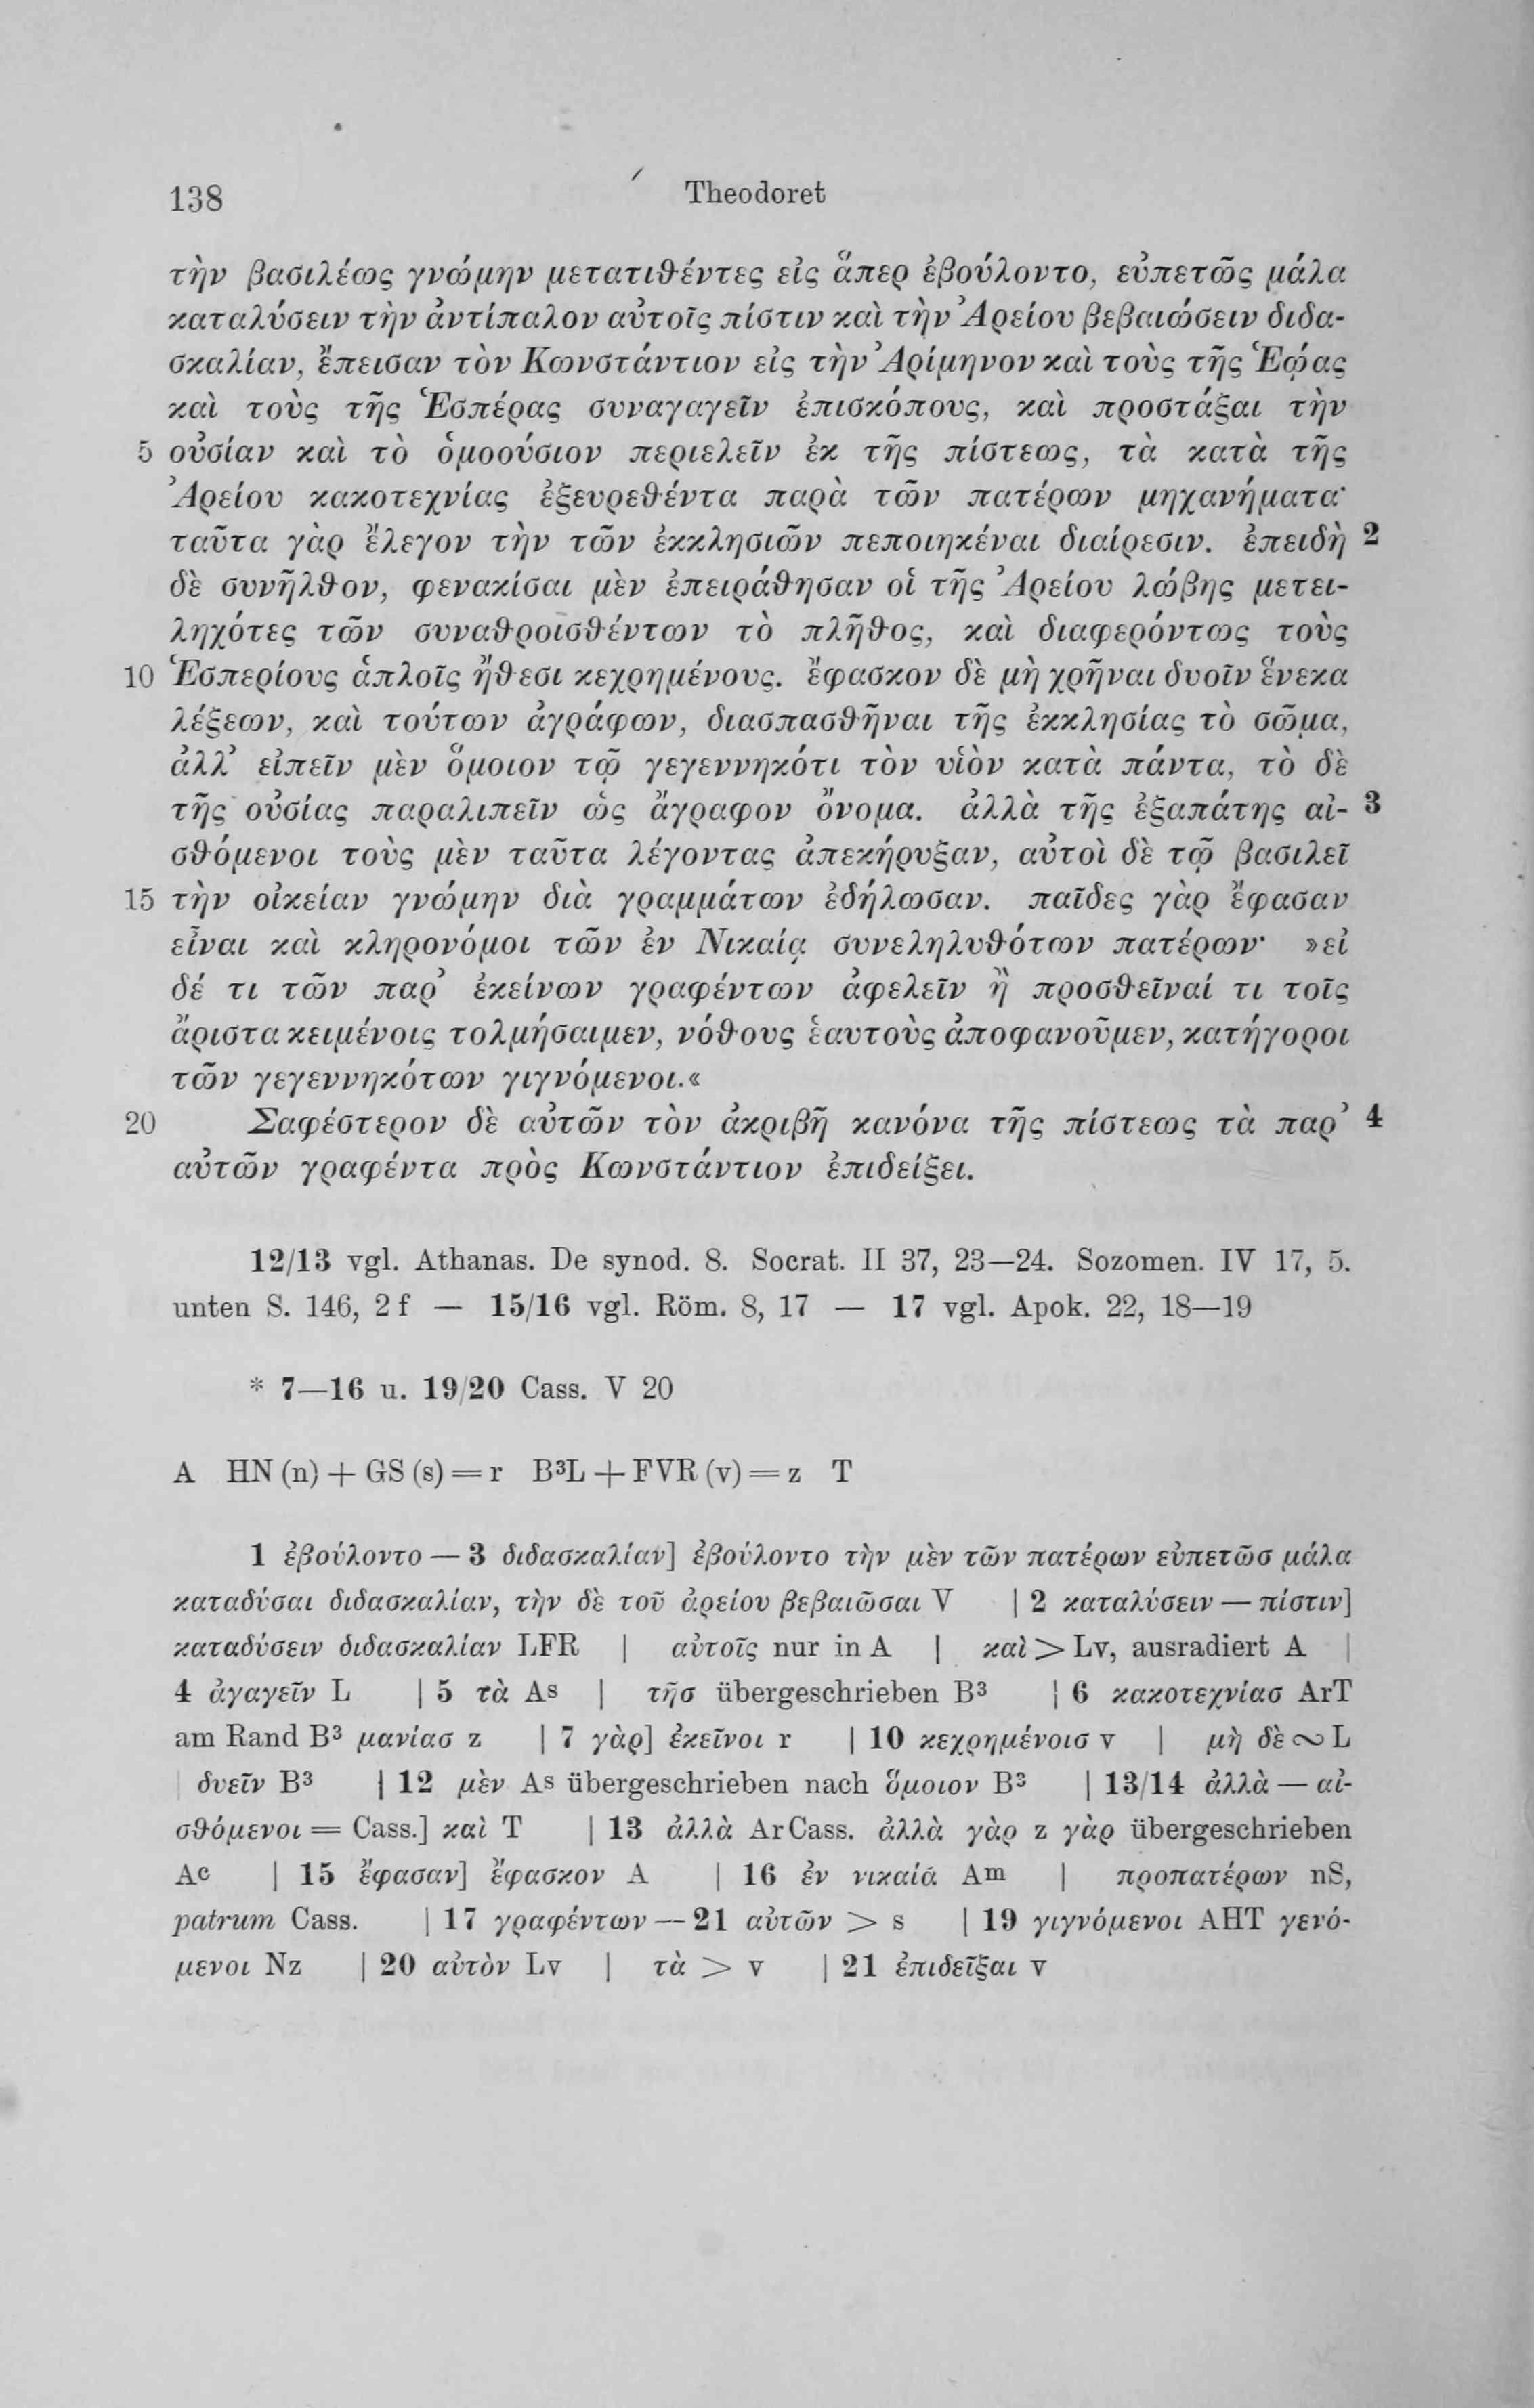 138 Theodoret
τὴν βασιλέως γνώμην μετατιθέντες εἰς ἅπερ ἐβούλοντο, εὐπετῶς μάλα
καταλύσειν τὴν ἀντίπαλον αὐτοῖς πίστιν καὶ τὴν Ἀρείου βεβαιώσειν διδα-
σκαλίαν, ἔπεισαν τὸν Κωνστάντιον εἰς τὴν Ἀρίμηνον καὶ τοὺς τῆς Ἑῴας
καὶ τοὺς τῆς Ἑσπέρας συναγαγεῖν ἐπισκόπους, καὶ προστάξαι τὴν
5 οὐσίαν καὶ τὸ ὁμοούσιον περιελεῖν ἐκ τῆς πίστεως, τὰ κατὰ τῆς
Ἀρείου κακοτεχνίας ἐξευρεθέντα παρὰ τῶν πατέρων μηχανήματα·
ταῦτα γὰρ ἔλεγον τὴν τῶν ἐκκλησιῶν πεποιηκέναι διαίρεσιν. ἐπειδὴ 2
δὲ συνῆλθον, φενακίσαι μὲν ἐπειράθησαν οἱ τῆς Ἀρείου λώβης μετει-
ληχότες τῶν συναθροισθέντων τὸ πλῆθος, καὶ διαφερόντως τοὺς
10 Ἑσπερίους ἁπλοῖς ἤθεσι κεχρημένους. ἔφασκον δὲ μὴ χρῆναι δυοῖν ἕνεκα
λέξεων, καὶ τούτων ἀγράφων, διασπασθῆναι τῆς ἐκκλησίας τὸ σῶμα,
ἀλλ’ εἰπεῖν μὲν ὅμοιον τῷ γεγεννηκότι τὸν υἱὸν κατὰ πάντα, τὸ δὲ
τῆς οὐσίας παραλιπεῖν ὡς ἄγραφον ὄνομα. ἀλλὰ τῆς ἐξαπάτης αἰ- 3
σθόμενοι τοὺς μὲν ταῦτα λέγοντας ἀπεκήρυξαν, αὐτοὶ δὲ τῷ βασιλεῖ
15 τὴν οἰκείαν γνώμην διὰ γραμμάτων ἐδήλωσαν. παῖδες γὰρ ἔφασαν
εἶναι καὶ κληρονόμοι τῶν ἐν Νικαίᾳ συνεληλυθότων πατέρων· »εἰ
δέ τι τῶν παρ’ ἐκείνων γραφέντων ἀφελεῖν ἢ προσθεῖναί τι τοῖς
ἄριστα κειμένοις τολμήσαιμεν, νόθους ἑαυτοὺς ἀποφανοῦμεν, κατήγοροι
τῶν γεγεννηκότων γιγνόμενοι.«
20 Σαφέστερον δὲ αὐτῶν τὸν ἀκριβῆ κανόνα τῆς πίστεως τὰ παρ’ 4
αὐτῶν γραφέντα πρὸς Κωνστάντιον ἐπιδείξει.
12/13 vgl. Athanas. De synod. 8. Socrat. II 37, 23—24. Sozomen. IV 17, 5.
unten S. 146, 2 f — 15/16 vgl. Röm. 8, 17 — 17 vgl. Apok. 22, 18—19
* 7—16 u. 19/20 Cass. V 20
A HN (n) + GS (s) = r B³L + FVR (v) = z T
1 ἐβούλοντο — 3 διδασκαλίαν] ἐβούλοντο τὴν μὲν τῶν πατέρων εὐπετῶσ μάλα
καταδύσαι διδασκαλίαν, τὴν δὲ τοῦ ἀρείου βεβαιῶσαι V | 2 καταλύσειν — πίστιν]
καταδύσειν διδασκαλίαν LFR | αὐτοῖς nur in A | καὶ > Lv, ausradiert A |
4 ἀγαγεῖν L | 5 τὰ Aˢ | τῆσ übergeschrieben B³ | 6 κακοτεχνίασ ArT
am Rand B³ μανίασ z | 7 γὰρ] ἐκεῖνοι r | 10 κεχρημένοισ v | μὴ δὲ ∾ L
| δυεῖν B³ | 12 μὲν Aˢ übergeschrieben nach ὅμοιον B³ | 13/14 ἀλλὰ — αἰ-
σθόμενοι = Cass.] καὶ T | 13 ἀλλὰ ArCass. ἀλλὰ γὰρ z γὰρ übergeschrieben
Aᶜ | 15 ἔφασαν] ἔφασκον A | 16 ἐν νικαίᾱ Aᵐ | προπατέρων nS,
patrum Cass. | 17 γραφέντων — 21 αὐτῶν > s | 19 γιγνόμενοι AHT γενό-
μενοι Nz | 20 αὐτὸν Lv | τὰ > v | 21 ἐπιδεῖξαι v